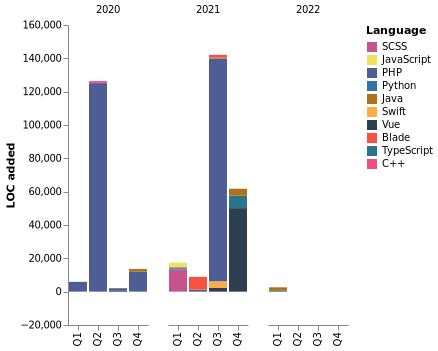 2020 2021 2022
160,000
140,000
120,000
100,000
80,000
60,000
40,000
20,000
0
−20,000
LOC added
Q1 Q2 Q3 Q4 Q1 Q2 Q3 Q4 Q1 Q2 Q3 Q4
Language
SCSS
JavaScript
PHP
Python
Java
Swift
Vue
Blade
TypeScript
C++